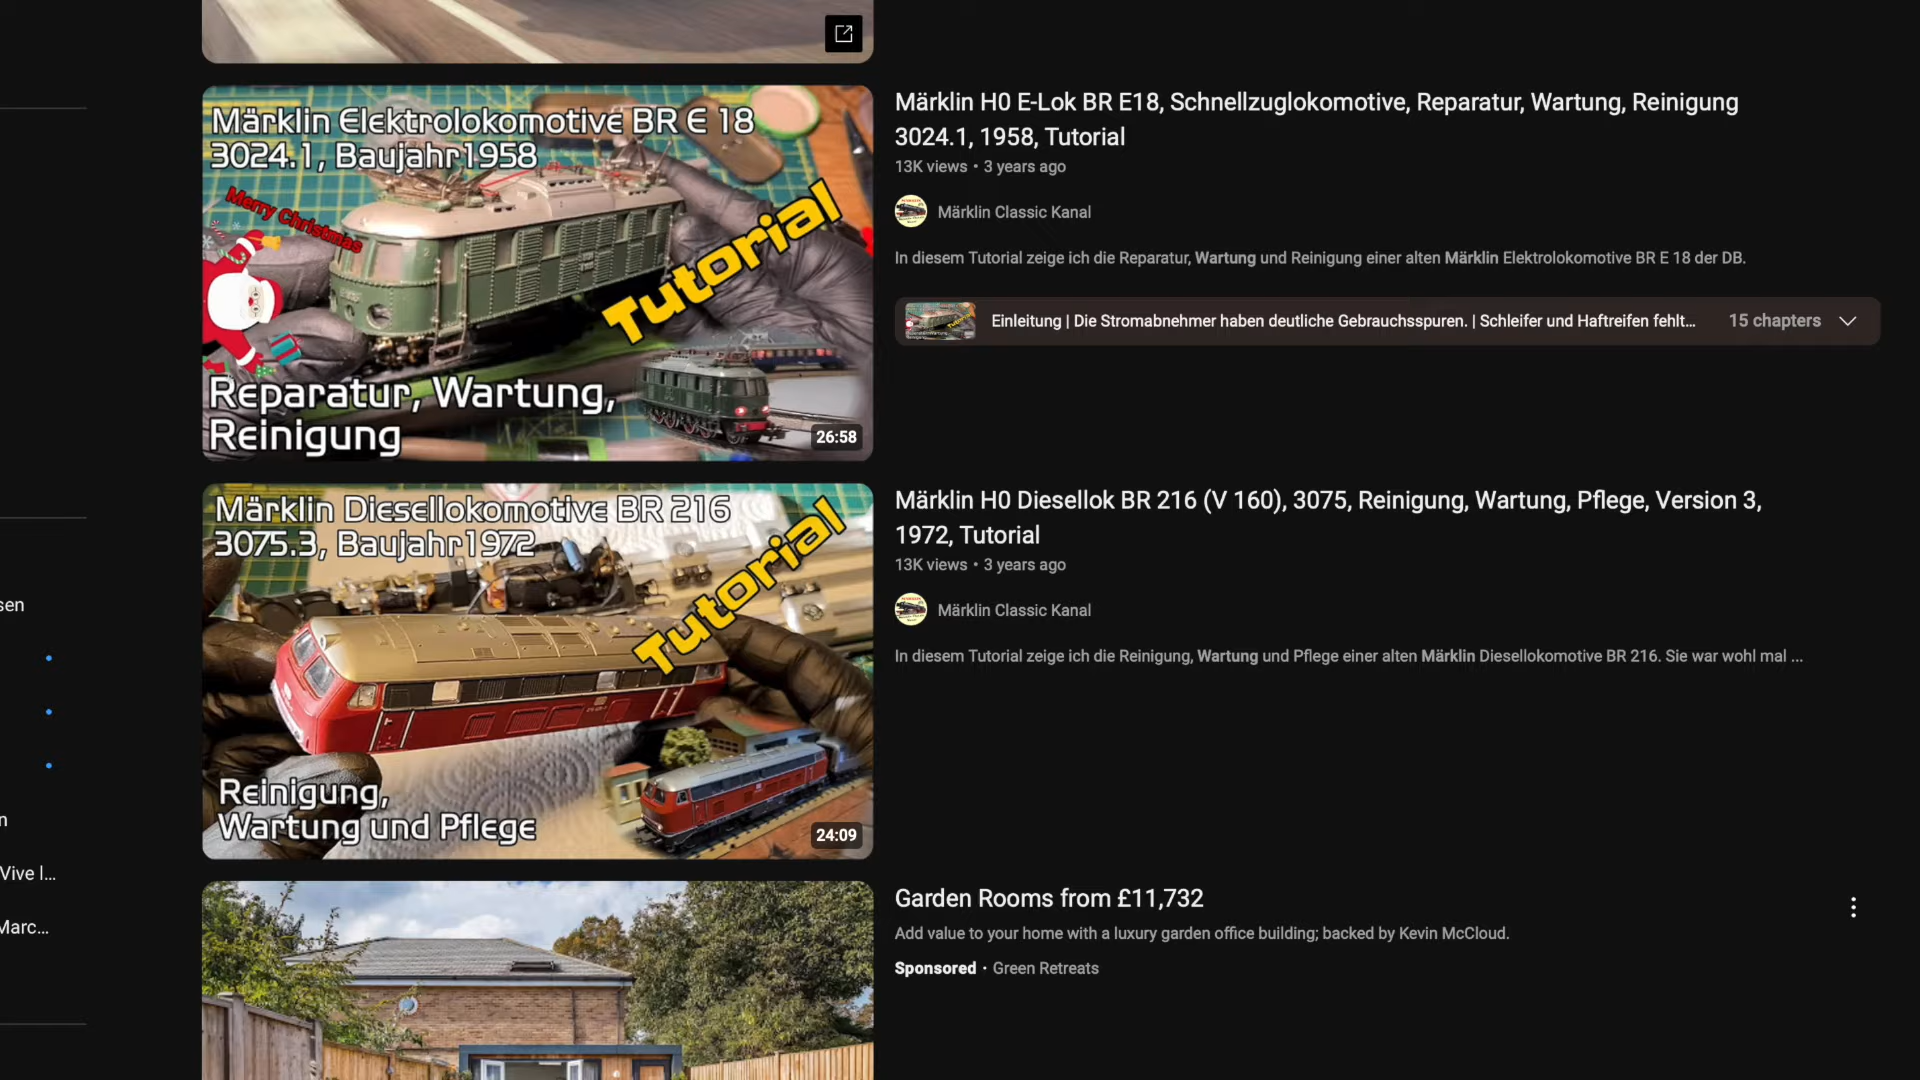 Märklin Elektrolokomotive BR E 18
3024.1, Baujahr 1958
Merry Christmas
Tutorial
Reparatur, Wartung,
Reinigung
26:58
Märklin H0 E-Lok BR E18, Schnellzuglokomotive, Reparatur, Wartung, Reinigung
3024.1, 1958, Tutorial
13K views • 3 years ago
Märklin Classic Kanal
In diesem Tutorial zeige ich die Reparatur, Wartung und Reinigung einer alten Märklin Elektrolokomotive BR E 18 der DB.
Einleitung | Die Stromabnehmer haben deutliche Gebrauchsspuren. | Schleifer und Haftreifen fehlt...
15 chapters
Märklin Diesellokomotive BR 216
3075.3, Baujahr 1972
Tutorial
Reinigung,
Wartung und Pflege
24:09
Märklin H0 Diesellok BR 216 (V 160), 3075, Reinigung, Wartung, Pflege, Version 3,
1972, Tutorial
13K views • 3 years ago
Märklin Classic Kanal
In diesem Tutorial zeige ich die Reinigung, Wartung und Pflege einer alten Märklin Diesellokomotive BR 216. Sie war wohl mal ...
sen
n
Vive l...
Marc...
Garden Rooms from £11,732
Add value to your home with a luxury garden office building; backed by Kevin McCloud.
Sponsored • Green Retreats